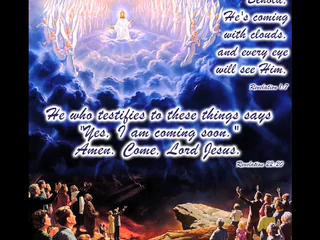 Behold,
He's coming
with clouds,
and every eye
will see Him.
Revelation 1:7
He who testifies to these things says
"Yes, I am coming soon."
Amen. Come, Lord Jesus.
Revelation 22:20